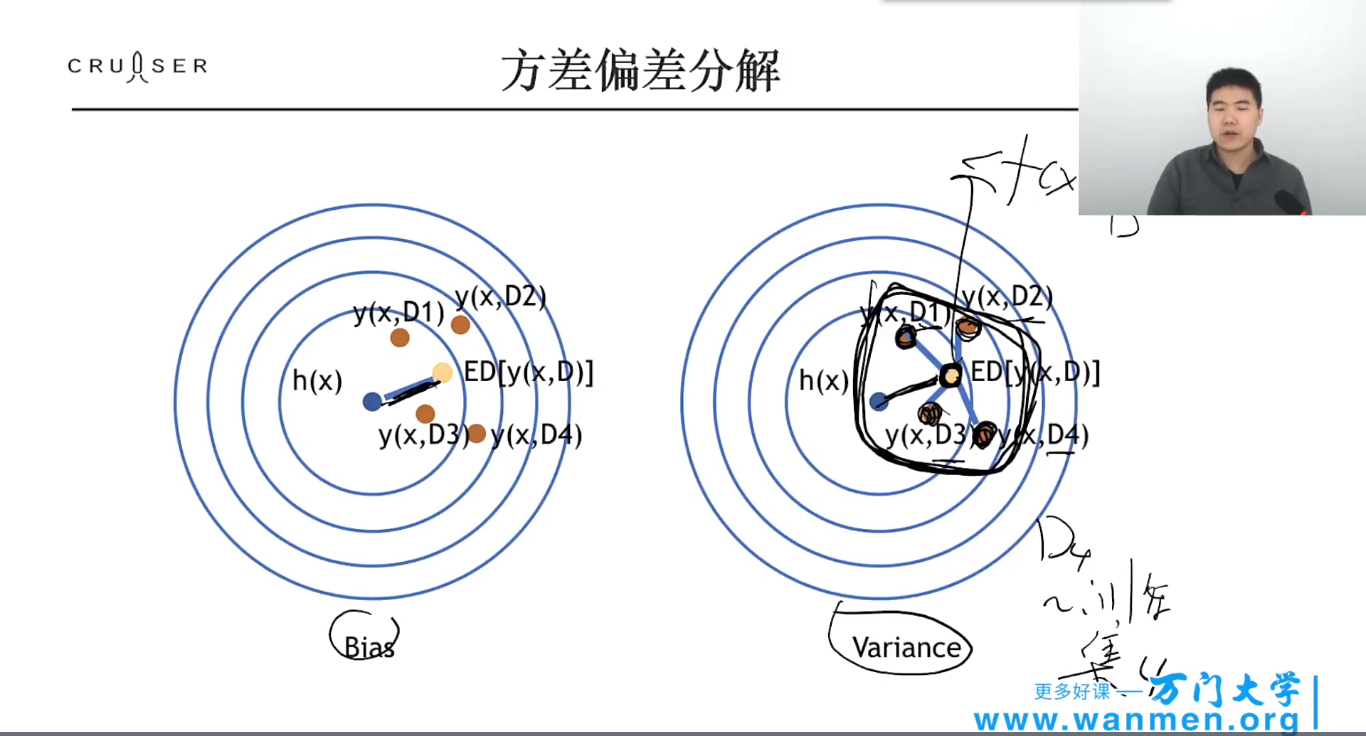 CRUISER
方差偏差分解
y(x,D1)
y(x,D2)
h(x)
ED[y(x,D)]
y(x,D3)
y(x,D4)
Bias
y(x,D1)
y(x,D2)
h(x)
ED[y(x,D)]
y(x,D3)
y(x,D4)
Variance
D4
训练
集
更多好课 — 万门大学
www.wanmen.org